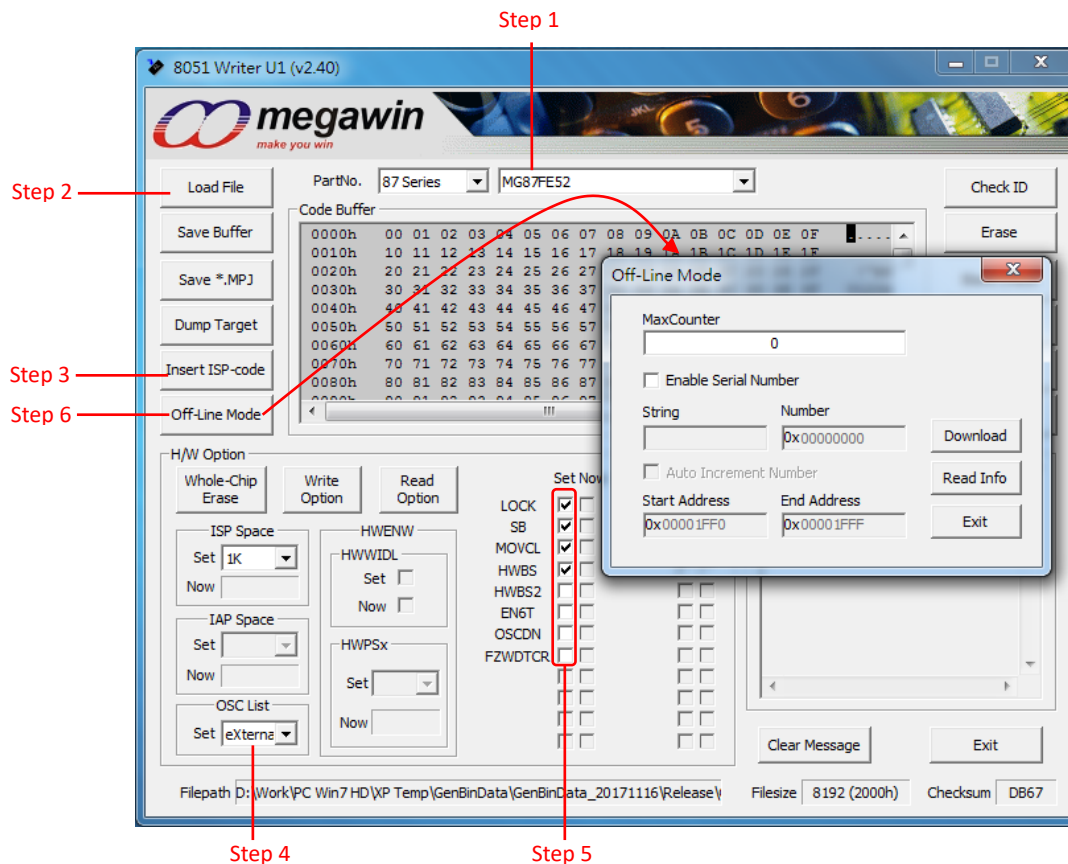 Step 1
8051 Writer U1 (v2.40)
megawin
make you win
Step 2
Load File
PartNo.
87 Series
MG87FE52
Check ID
Code Buffer
Save Buffer
0000h 00 01 02 03 04 05 06 07 08 09 0A 0B 0C 0D 0E 0F
Erase
0010h 10 11 12 13 14 15 16 17 18 19 1A 1B 1C 1D 1E 1F
Save *.MPJ
0020h 20 21 22 23 24 25 26 27
0030h 30 31 32 33 34 35 36 37
0040h 40 41 42 43 44 45 46 47
Dump Target
0050h 50 51 52 53 54 55 56 57
0060h 60 61 62 63 64 65 66 67
Step 3
Insert ISP-code
0070h 70 71 72 73 74 75 76 77
0080h 80 81 82 83 84 85 86 87
Step 6
Off-Line Mode
Off-Line Mode
MaxCounter
0
Enable Serial Number
String Number
0x00000000
Download
Auto Increment Number
Read Info
Start Address End Address
0x00001FF0 0x00001FFF
Exit
H/W Option
Whole-Chip Erase
Write Option
Read Option
Set Now
LOCK
SB
MOVCL
HWBS
HWBS2
EN6T
OSCDN
FZWDTCR
ISP Space
Set 1K
Now
HWENW
HWWIDL
Set
Now
IAP Space
Set
Now
HWPSx
Set
Now
OSC List
Set eXterna
Clear Message
Exit
Filepath D:\Work\PC Win7 HD\XP Temp\GenBinData\GenBinData_20171116\Release\
Filesize 8192 (2000h)
Checksum DB67
Step 4
Step 5